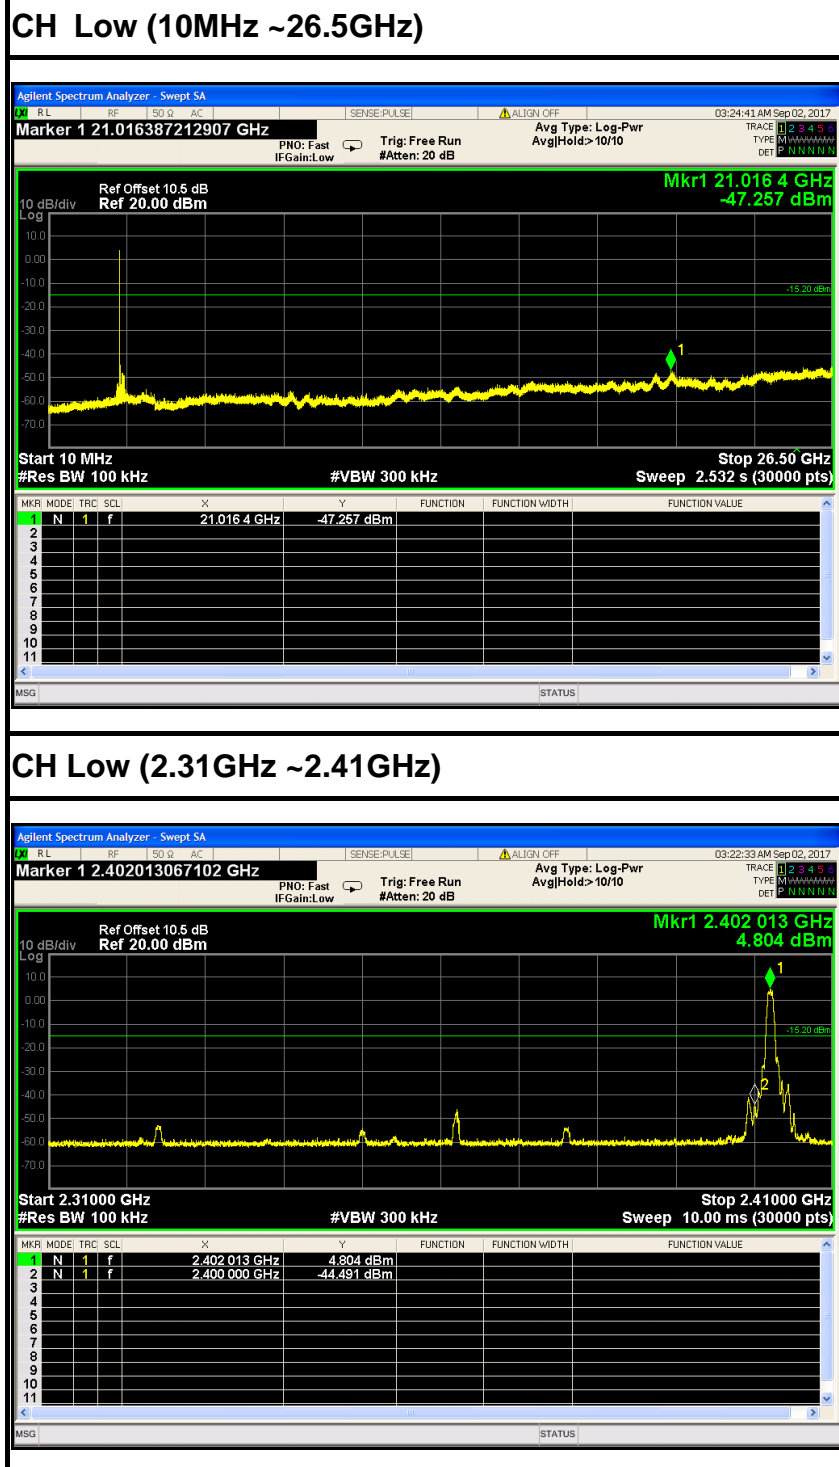 CH Low (10MHz ~26.5GHz)
Agilent Spectrum Analyzer - Swept SA
LXI RL RF 50 Ω AC SENSE:PULSE ALIGN OFF 03:24:41 AM Sep 02, 2017
Marker 1 21.016387212907 GHz
PNO: Fast
IFGain:Low
Trig: Free Run
#Atten: 20 dB
Avg Type: Log-Pwr
Avg|Hold:>10/10
TRACE 1 2 3 4 5 6
TYPE M WWWWW
DET P N N N N N
Mkr1 21.016 4 GHz
-47.257 dBm
Ref Offset 10.5 dB
10 dB/div Ref 20.00 dBm
Log
10.0
0.00
-10.0
-15.20 dBm
-20.0
-30.0
-40.0
1
-50.0
-60.0
-70.0
Start 10 MHz Stop 26.50 GHz
#Res BW 100 kHz #VBW 300 kHz Sweep 2.532 s (30000 pts)
MKR MODE TRC SCL X Y FUNCTION FUNCTION WIDTH FUNCTION VALUE
1 N 1 f 21.016 4 GHz -47.257 dBm
2
3
4
5
6
7
8
9
10
11
MSG STATUS
CH Low (2.31GHz ~2.41GHz)
Agilent Spectrum Analyzer - Swept SA
LXI RL RF 50 Ω AC SENSE:PULSE ALIGN OFF 03:22:33 AM Sep 02, 2017
Marker 1 2.402013067102 GHz
PNO: Fast
IFGain:Low
Trig: Free Run
#Atten: 20 dB
Avg Type: Log-Pwr
Avg|Hold:>10/10
TRACE 1 2 3 4 5 6
TYPE M WWWWW
DET P N N N N N
Mkr1 2.402 013 GHz
4.804 dBm
Ref Offset 10.5 dB
10 dB/div Ref 20.00 dBm
Log
1
10.0
0.00
-10.0
-15.20 dBm
-20.0
-30.0
2
-40.0
-50.0
-60.0
-70.0
Start 2.31000 GHz Stop 2.41000 GHz
#Res BW 100 kHz #VBW 300 kHz Sweep 10.00 ms (30000 pts)
MKR MODE TRC SCL X Y FUNCTION FUNCTION WIDTH FUNCTION VALUE
1 N 1 f 2.402 013 GHz 4.804 dBm
2 N 1 f 2.400 000 GHz -44.491 dBm
3
4
5
6
7
8
9
10
11
MSG STATUS